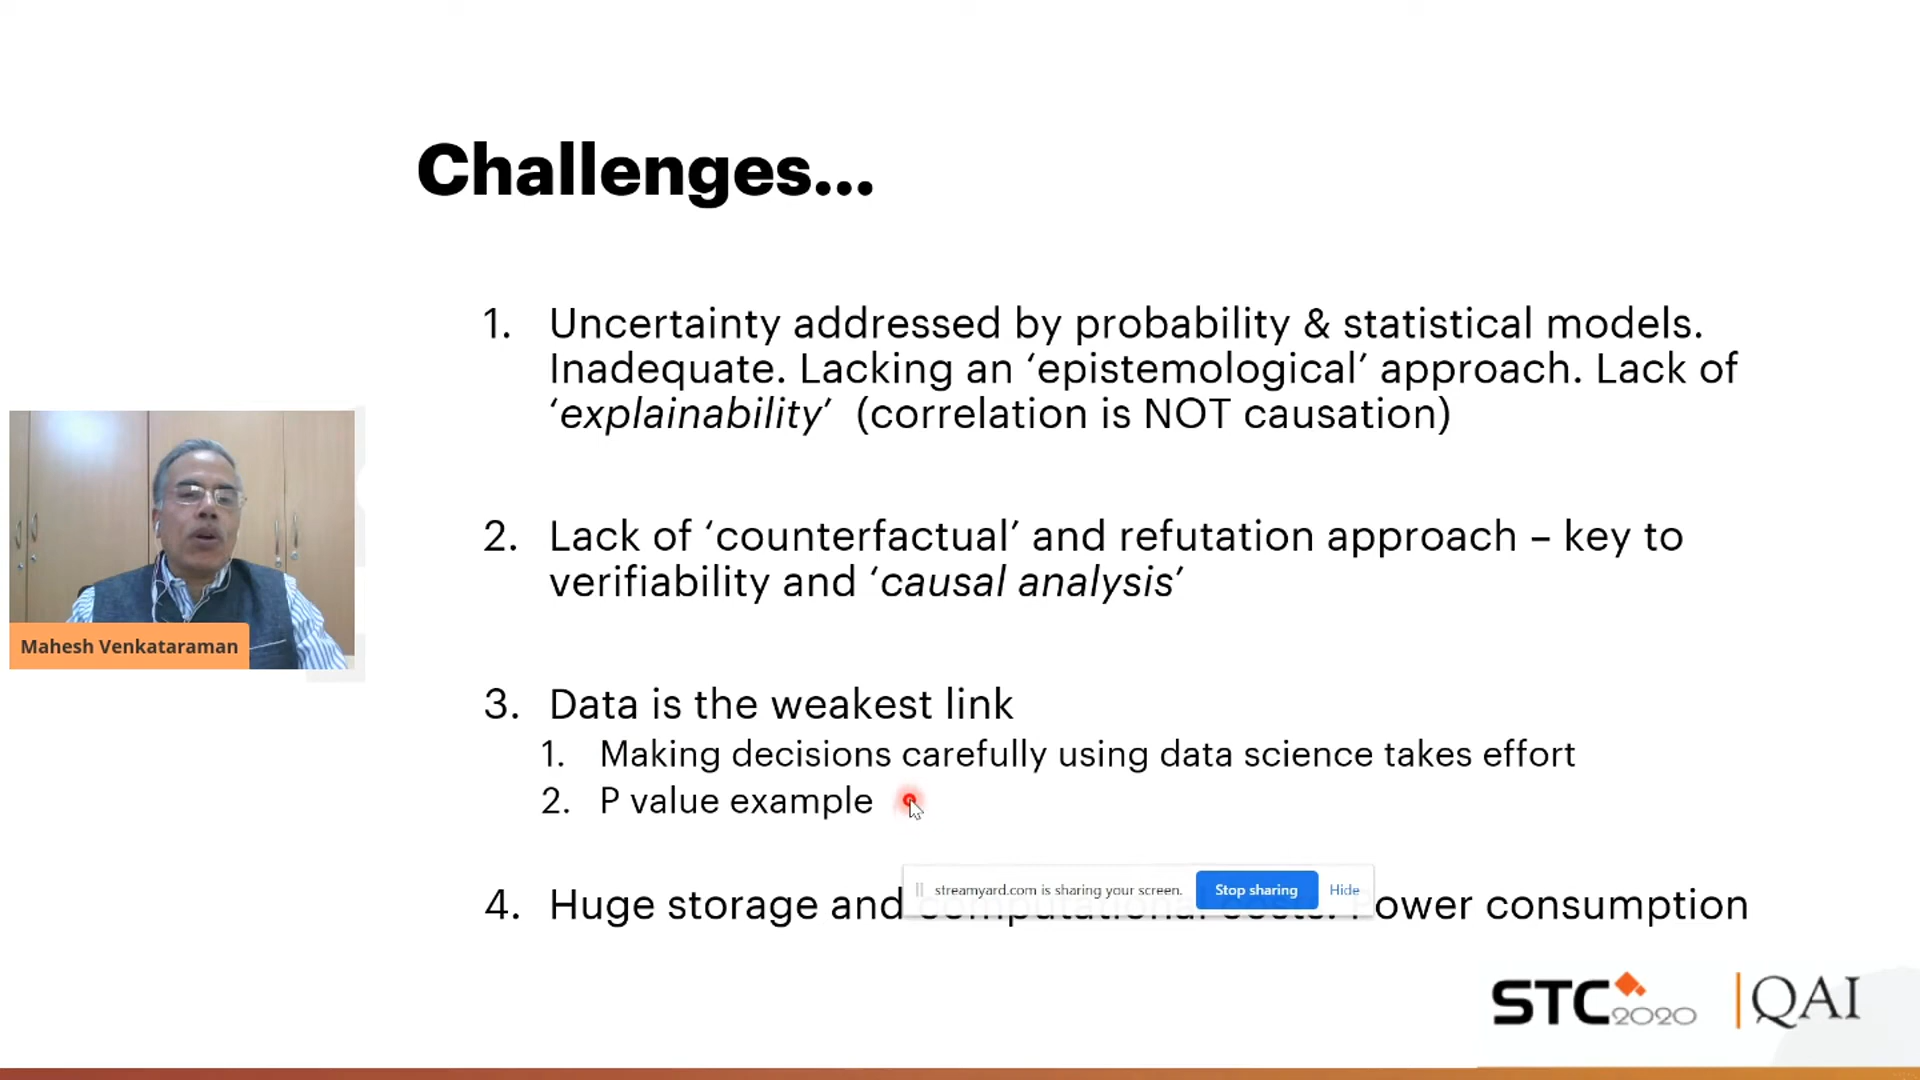 Challenges...
1. Uncertainty addressed by probability & statistical models.
Inadequate. Lacking an ‘epistemological’ approach. Lack of
‘explainability’ (correlation is NOT causation)
2. Lack of ‘counterfactual’ and refutation approach – key to
verifiability and ‘causal analysis’
Mahesh Venkataraman
3. Data is the weakest link
1. Making decisions carefully using data science takes effort
2. P value example
streamyard.com is sharing your screen. Stop sharing Hide
4. Huge storage and computational costs. Power consumption
STC 2020 QAI